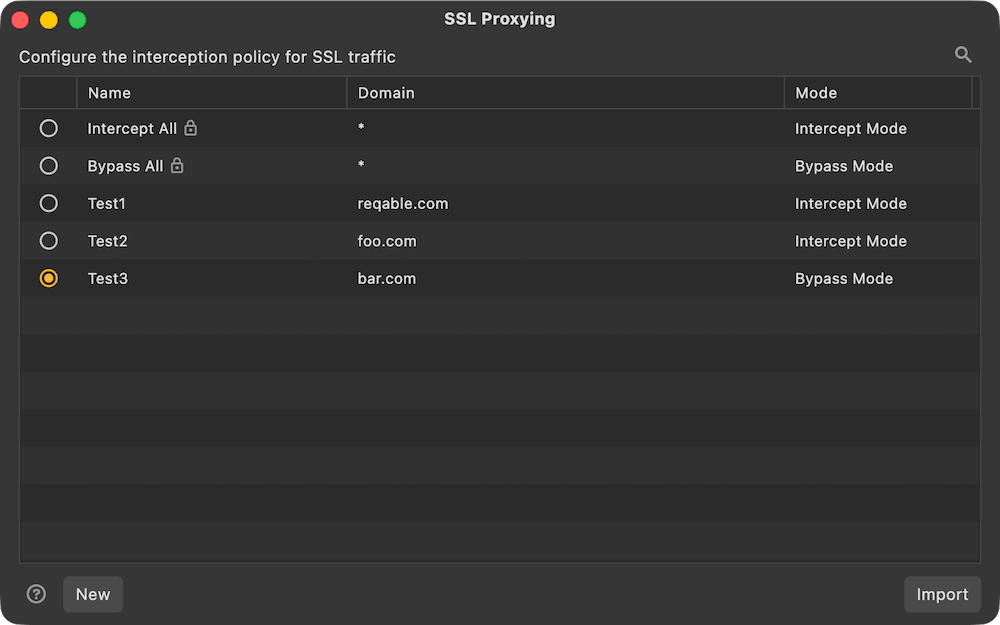 SSL Proxying
Configure the interception policy for SSL traffic
Name Domain Mode
Intercept All * Intercept Mode
Bypass All * Bypass Mode
Test1 reqable.com Intercept Mode
Test2 foo.com Intercept Mode
Test3 bar.com Bypass Mode
? New Import